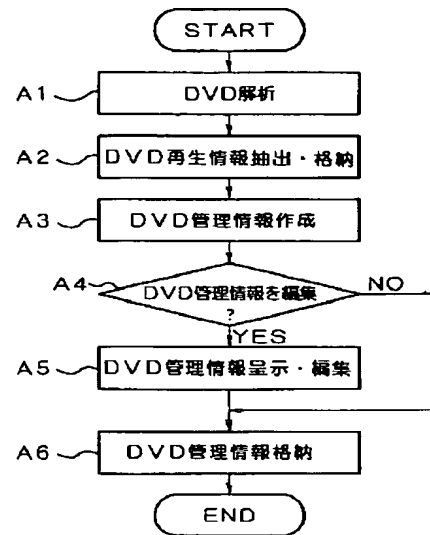 START
A1 DVD解析
A2 DVD再生情報抽出・格納
A3 DVD管理情報作成
A4 DVD管理情報を編集 NO
?
YES
A5 DVD管理情報呈示・編集
A6 DVD管理情報格納
END